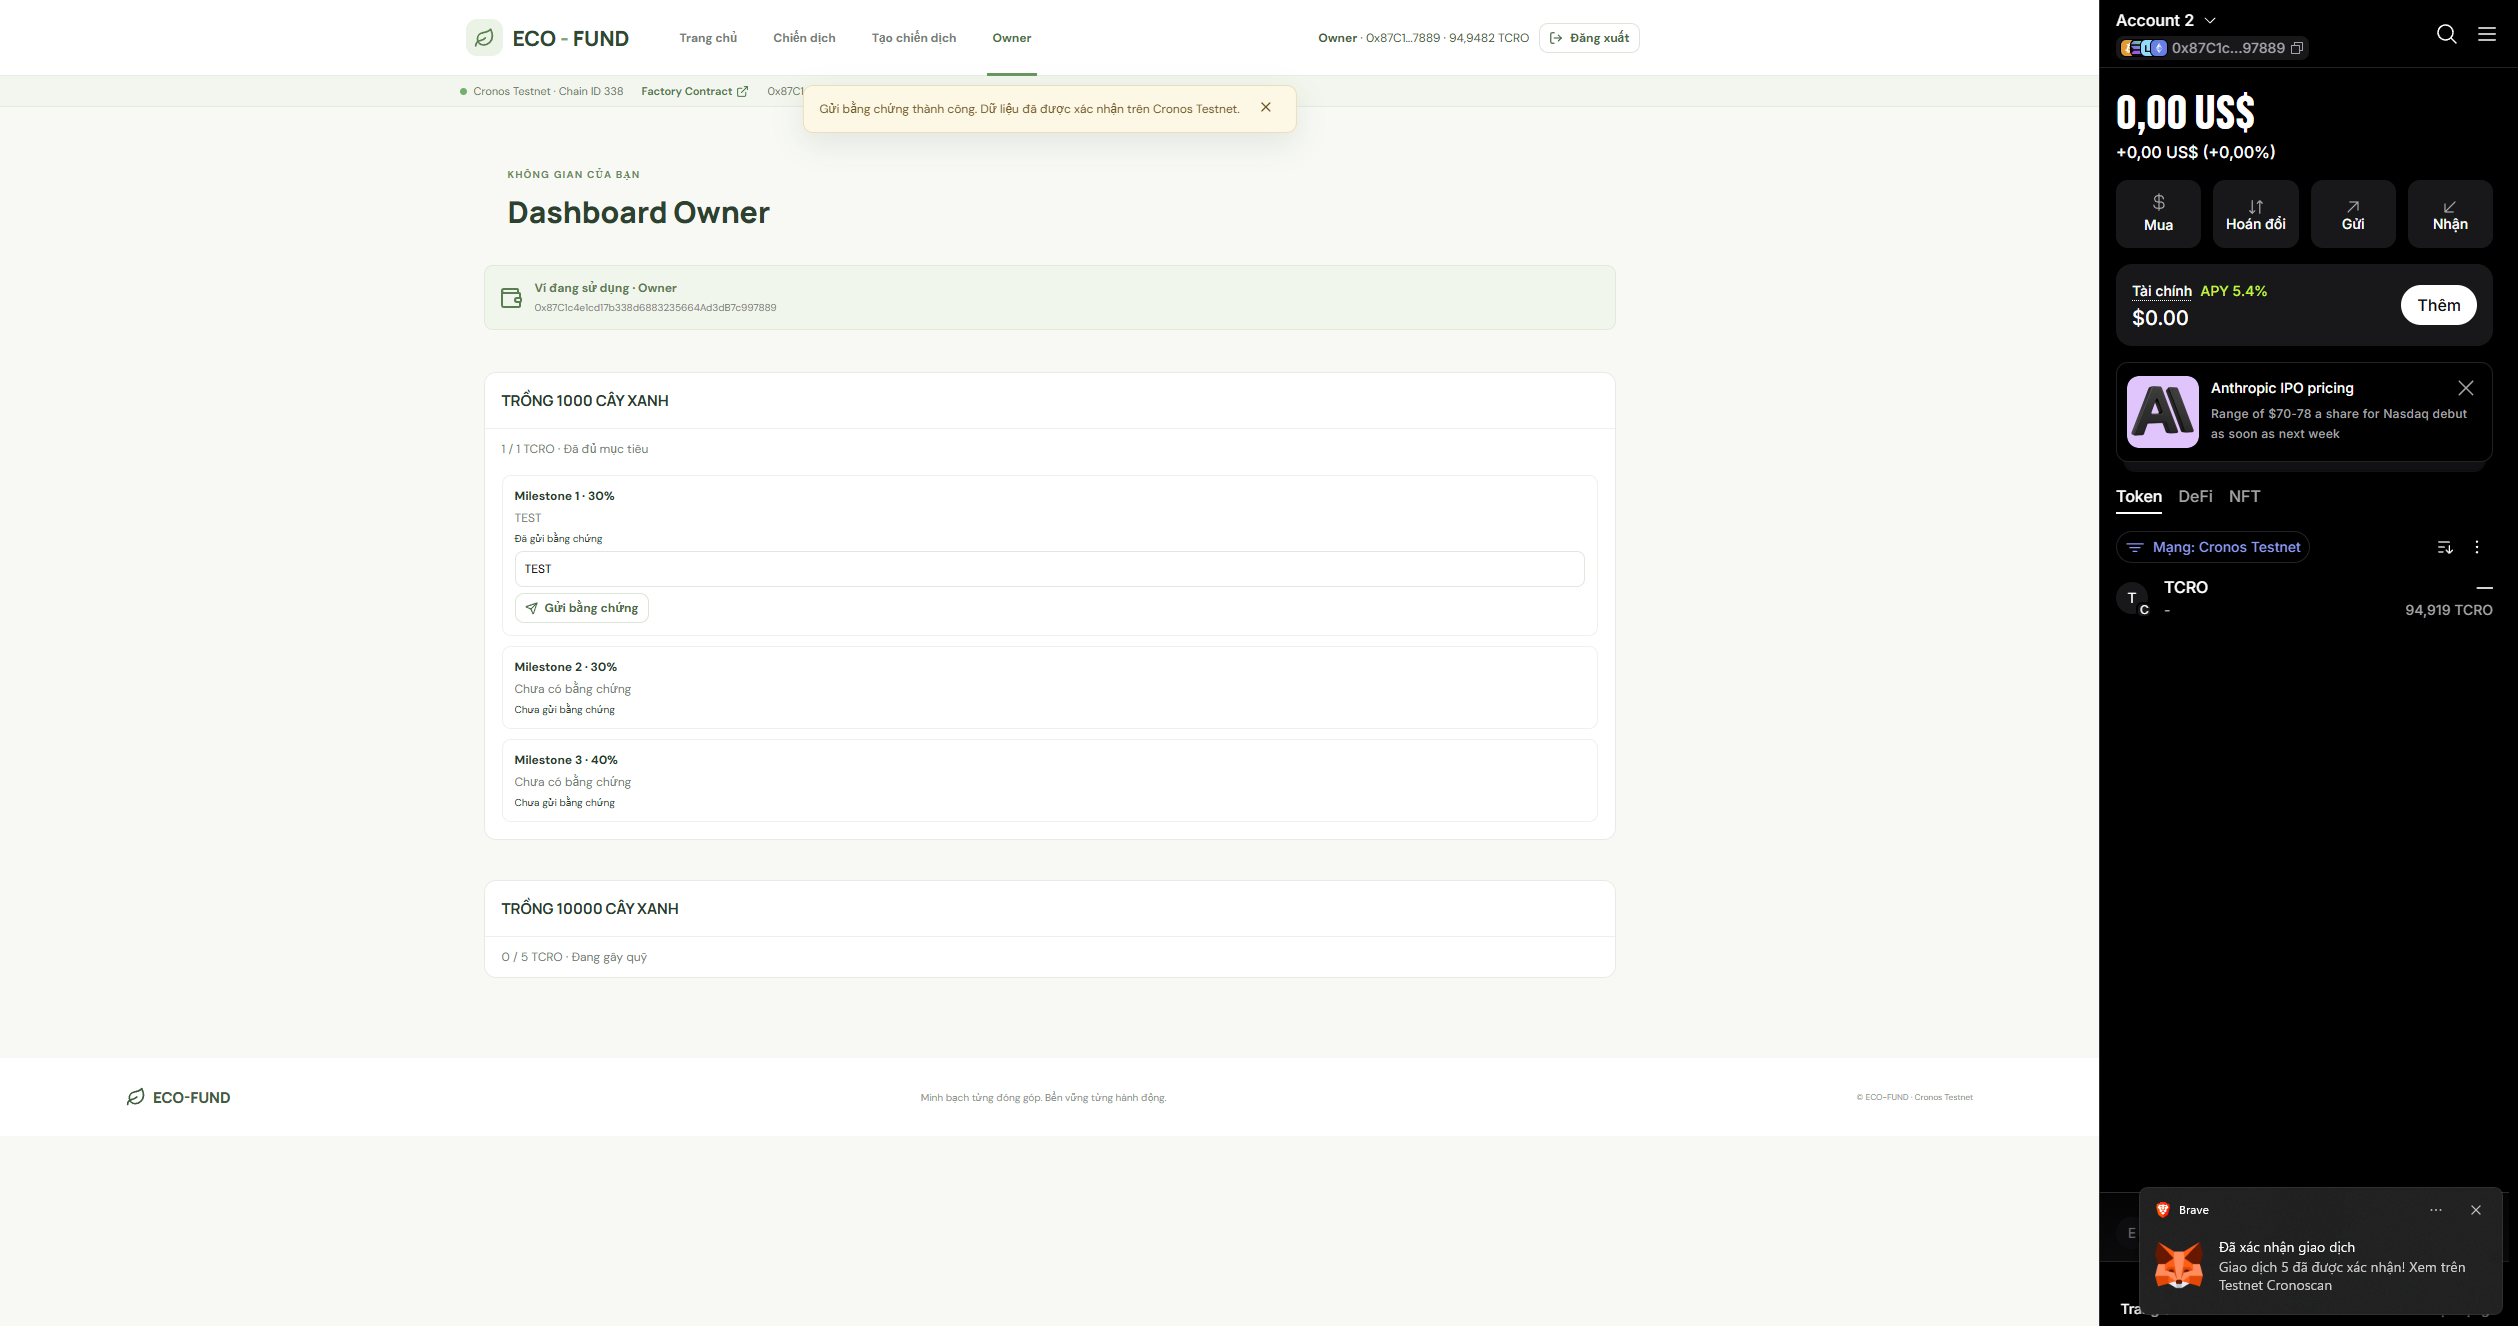 ECO - FUND
Trang chủ
Chiến dịch
Tạo chiến dịch
Owner
Owner · 0x87C1...7889 · 94,9482 TCRO
Đăng xuất
Cronos Testnet · Chain ID 338
Factory Contract
0x87C1
Gửi bằng chứng thành công. Dữ liệu đã được xác nhận trên Cronos Testnet.
KHÔNG GIAN CỦA BẠN
Dashboard Owner
Ví đang sử dụng · Owner
0x87C1c4e1cd17b338d6883235664Ad3dB7c997889
TRỒNG 1000 CÂY XANH
1 / 1 TCRO · Đã đủ mục tiêu
Milestone 1 · 30%
TEST
Đã gửi bằng chứng
TEST
Gửi bằng chứng
Milestone 2 · 30%
Chưa có bằng chứng
Chưa gửi bằng chứng
Milestone 3 · 40%
Chưa có bằng chứng
Chưa gửi bằng chứng
TRỒNG 10000 CÂY XANH
0 / 5 TCRO · Đang gây quỹ
ECO-FUND
Minh bạch từng đóng góp. Bền vững từng hành động.
© ECO-FUND · Cronos Testnet
Account 2
0x87C1c...97889
0,00 US$
+0,00 US$ (+0,00%)
Mua
Hoán đổi
Gửi
Nhận
Tài chính APY 5.4%
$0.00
Thêm
Anthropic IPO pricing
Range of $70-78 a share for Nasdaq debut
as soon as next week
Token
DeFi
NFT
Mạng: Cronos Testnet
T
C
TCRO
—
-
94,919 TCRO
E
Brave
Đã xác nhận giao dịch
Giao dịch 5 đã được xác nhận! Xem trên
Testnet Cronoscan